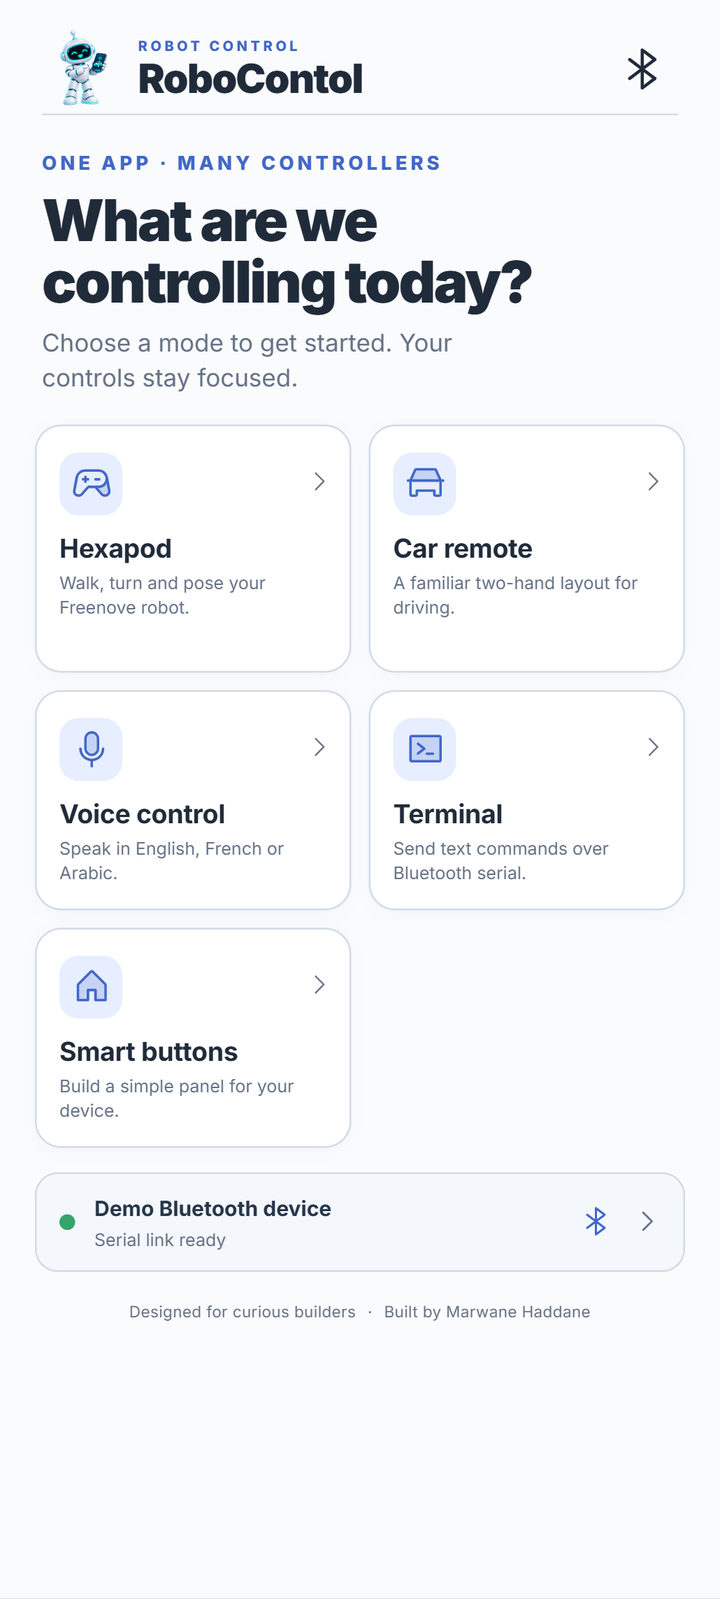 ROBOT CONTROL
RoboContol
ONE APP · MANY CONTROLLERS
What are we
controlling today?
Choose a mode to get started. Your
controls stay focused.
Hexapod
Walk, turn and pose your
Freenove robot.
Car remote
A familiar two-hand layout for
driving.
Voice control
Speak in English, French or
Arabic.
Terminal
Send text commands over
Bluetooth serial.
Smart buttons
Build a simple panel for your
device.
Demo Bluetooth device
Serial link ready
Designed for curious builders · Built by Marwane Haddane